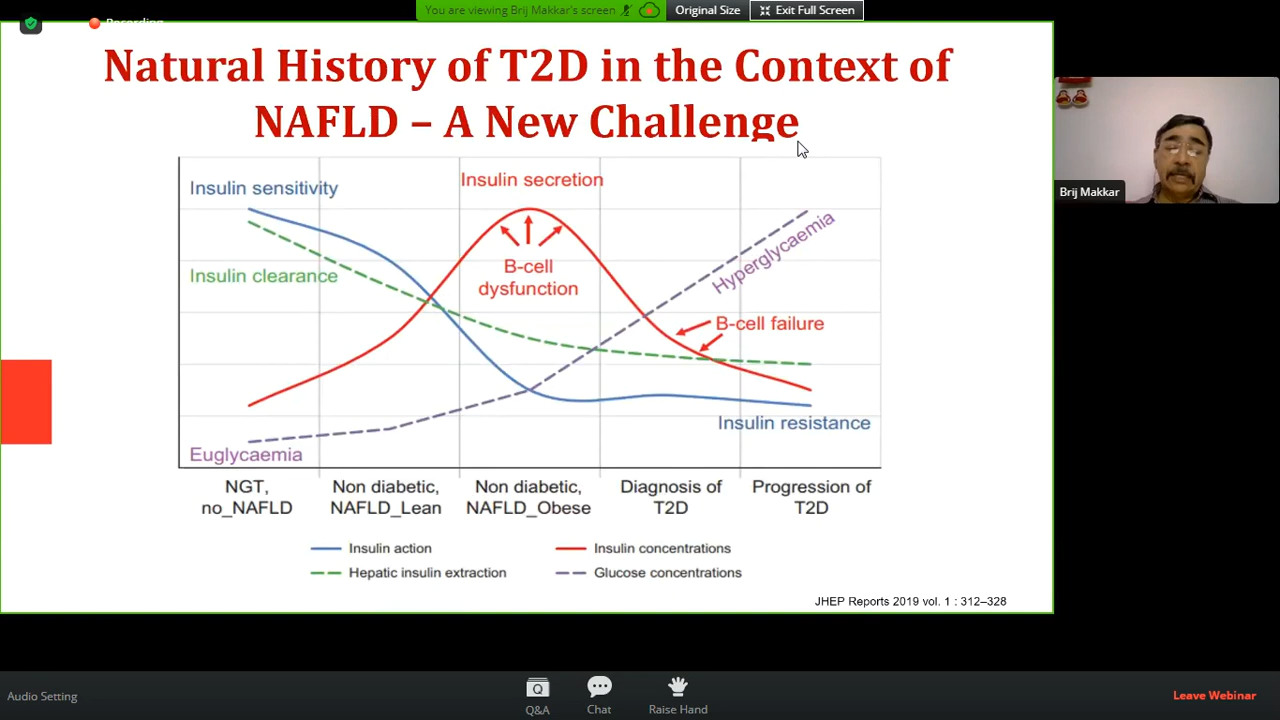 You are viewing Brij Makkar's screen
Original Size
Exit Full Screen
Recording
Natural History of T2D in the Context of
NAFLD – A New Challenge
Insulin sensitivity
Insulin secretion
Insulin clearance
B-cell
dysfunction
Hyperglycaemia
B-cell failure
Insulin resistance
Euglycaemia
NGT,
no_NAFLD
Non diabetic,
NAFLD_Lean
Non diabetic,
NAFLD_Obese
Diagnosis of
T2D
Progression of
T2D
Insulin action
Insulin concentrations
Hepatic insulin extraction
Glucose concentrations
JHEP Reports 2019 vol. 1 : 312–328
Brij Makkar
Audio Setting
Q&A
Chat
Raise Hand
Leave Webinar